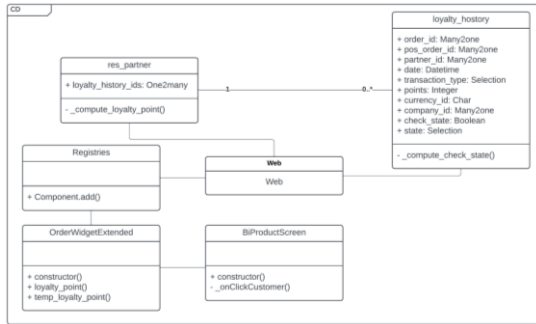 CD
loyalty_hostory
+ order_id: Many2one
+ pos_order_id: Many2one
+ partner_id: Many2one
+ date: Datetime
+ transaction_type: Selection
+ points: Integer
+ currency_id: Char
+ company_id: Many2one
+ check_state: Boolean
+ state: Selection
- _compute_check_state()
res_partner
+ loyalty_history_ids: One2many
- _compute_loyalty_point()
1
0..*
Registries
+ Component.add()
Web
Web
OrderWidgetExtended
+ constructor()
+ loyalty_point()
+ temp_loyalty_point()
BiProductScreen
+ constructor()
- _onClickCustomer()